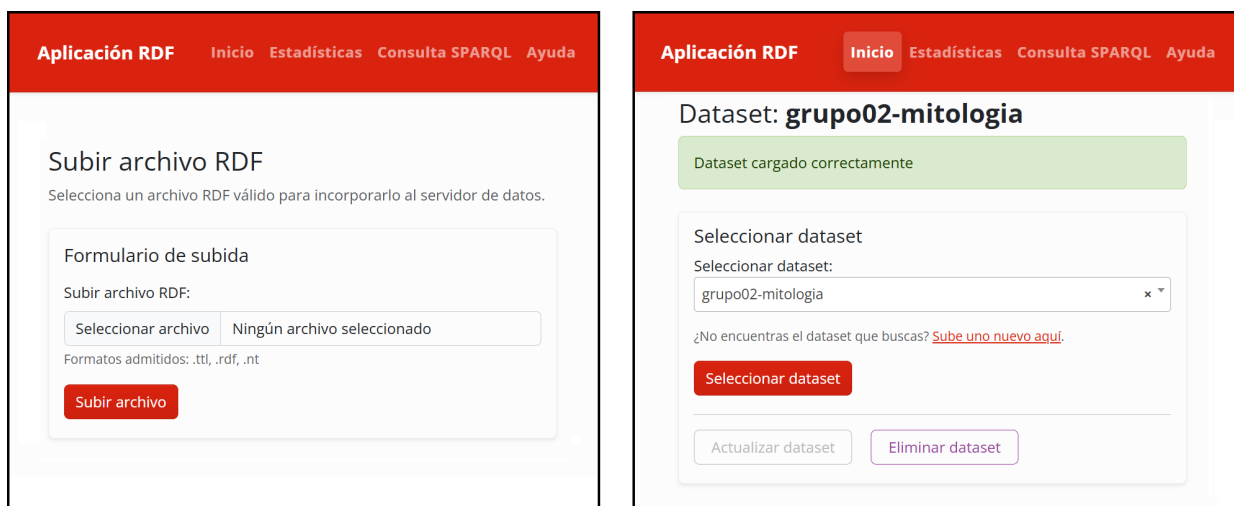 Aplicación RDF Inicio Estadísticas Consulta SPARQL Ayuda
Subir archivo RDF
Selecciona un archivo RDF válido para incorporarlo al servidor de datos.
Formulario de subida
Subir archivo RDF:
Seleccionar archivo Ningún archivo seleccionado
Formatos admitidos: .ttl, .rdf, .nt
Subir archivo
Aplicación RDF Inicio Estadísticas Consulta SPARQL Ayuda
Dataset: grupo02-mitologia
Dataset cargado correctamente
Seleccionar dataset
Seleccionar dataset:
grupo02-mitologia ×
¿No encuentras el dataset que buscas? Sube uno nuevo aquí.
Seleccionar dataset
Actualizar dataset Eliminar dataset